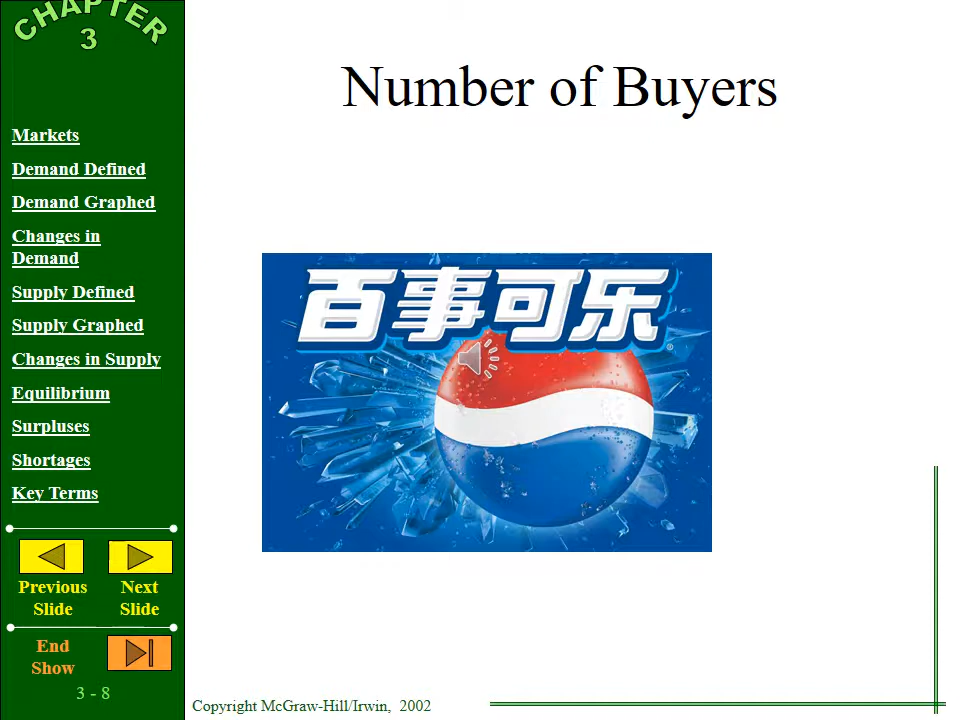 CHAPTER
3
Number of Buyers
Markets
Demand Defined
Demand Graphed
Changes in
Demand
Supply Defined
Supply Graphed
Changes in Supply
Equilibrium
Surpluses
Shortages
Key Terms
百事可乐
®
Previous
Slide
Next
Slide
End
Show
3 - 8
Copyright McGraw-Hill/Irwin, 2002